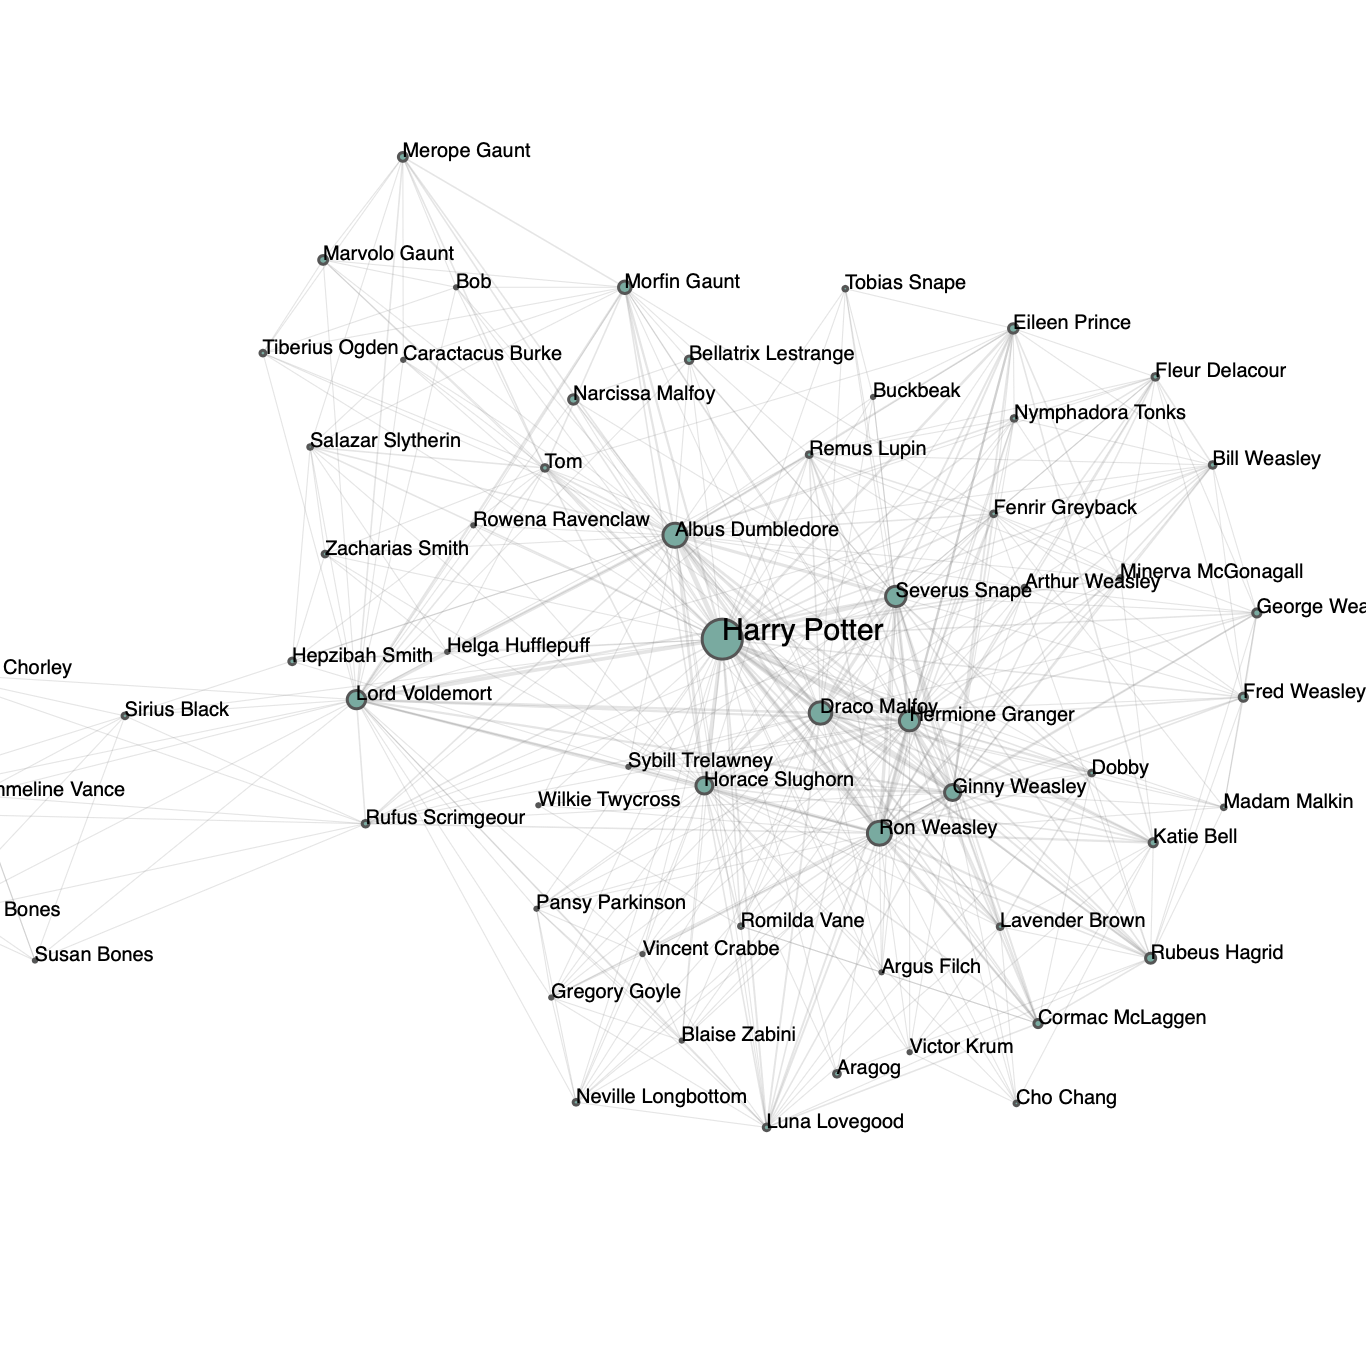 Merope Gaunt
Marvolo Gaunt
Bob
Morfin Gaunt
Tobias Snape
Eileen Prince
Tiberius Ogden
Caractacus Burke
Bellatrix Lestrange
Fleur Delacour
Narcissa Malfoy
Buckbeak
Nymphadora Tonks
Salazar Slytherin
Tom
Remus Lupin
Bill Weasley
Rowena Ravenclaw
Albus Dumbledore
Fenrir Greyback
Zacharias Smith
Severus Snape
Arthur Weasley
Minerva McGonagall
George Wea
Harry Potter
Helga Hufflepuff
Hepzibah Smith
Chorley
Lord Voldemort
Fred Weasley
Sirius Black
Draco Malfoy
Hermione Granger
Sybill Trelawney
Dobby
Horace Slughorn
Ginny Weasley
mmeline Vance
Wilkie Twycross
Madam Malkin
Rufus Scrimgeour
Ron Weasley
Katie Bell
Bones
Pansy Parkinson
Romilda Vane
Lavender Brown
Susan Bones
Vincent Crabbe
Rubeus Hagrid
Argus Filch
Gregory Goyle
Cormac McLaggen
Blaise Zabini
Victor Krum
Aragog
Neville Longbottom
Cho Chang
Luna Lovegood